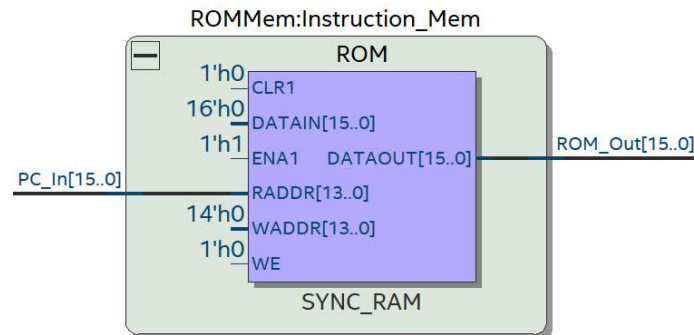 ROMMem:Instruction_Mem
ROM
1'h0
CLR1
16'h0
DATAIN[15..0]
1'h1
ENA1 DATAOUT[15..0]
ROM_Out[15..0]
PC_In[15..0]
RADDR[13..0]
14'h0
WADDR[13..0]
1'h0
WE
SYNC_RAM